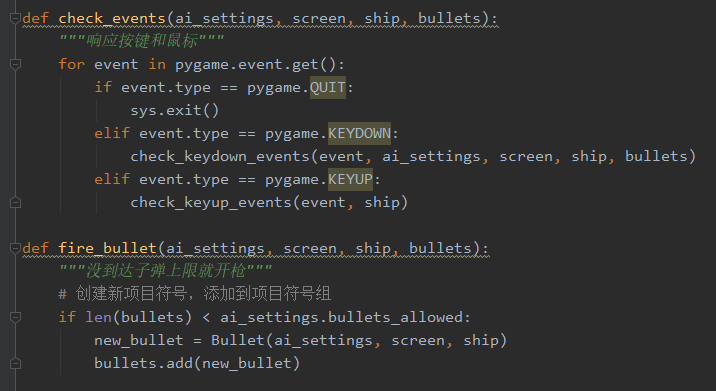 def check_events(ai_settings, screen, ship, bullets):
"""响应按键和鼠标"""
for event in pygame.event.get():
if event.type == pygame.QUIT:
sys.exit()
elif event.type == pygame.KEYDOWN:
check_keydown_events(event, ai_settings, screen, ship, bullets)
elif event.type == pygame.KEYUP:
check_keyup_events(event, ship)
def fire_bullet(ai_settings, screen, ship, bullets):
"""没到达子弹上限就开枪"""
# 创建新项目符号，添加到项目符号组
if len(bullets) < ai_settings.bullets_allowed:
new_bullet = Bullet(ai_settings, screen, ship)
bullets.add(new_bullet)